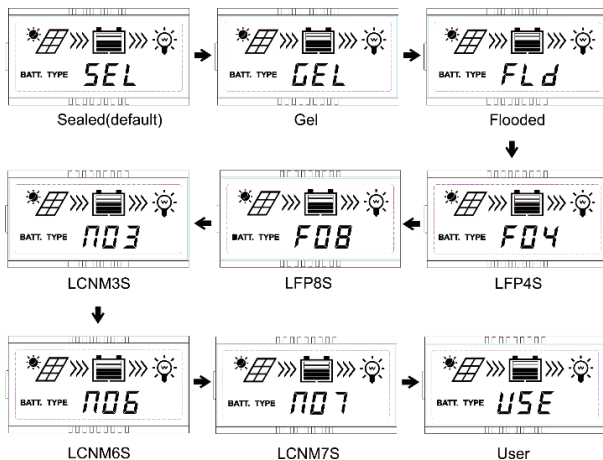 BATT. TYPE SEL
Sealed(default)
BATT. TYPE GEL
Gel
BATT. TYPE FLd
Flooded
BATT. TYPE N03
LCNM3S
BATT. TYPE F08
LFP8S
BATT. TYPE F04
LFP4S
BATT. TYPE N06
LCNM6S
BATT. TYPE N07
LCNM7S
BATT. TYPE USE
User